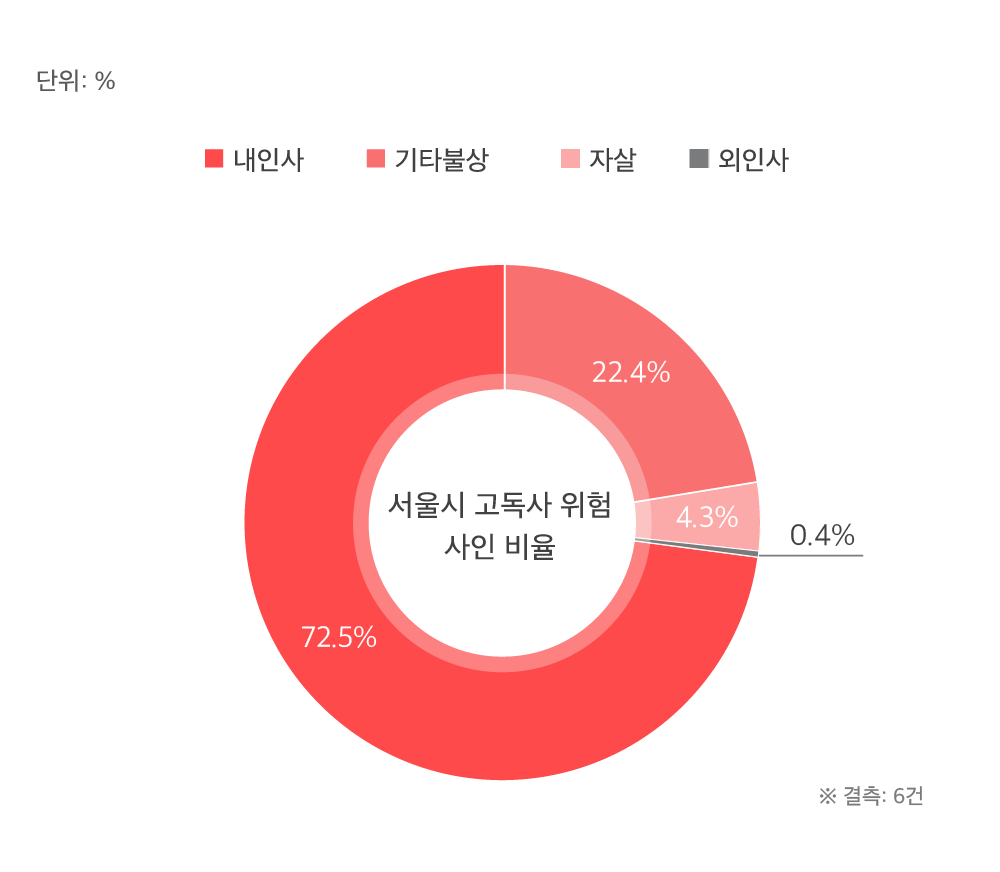 단위: %
내인사 기타불상 자살 외인사
22.4%
4.3%
0.4%
서울시 고독사 위험
사인 비율
72.5%
※ 결측: 6건